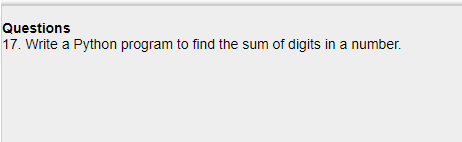 Questions
17. Write a Python program to find the sum of digits in a number.